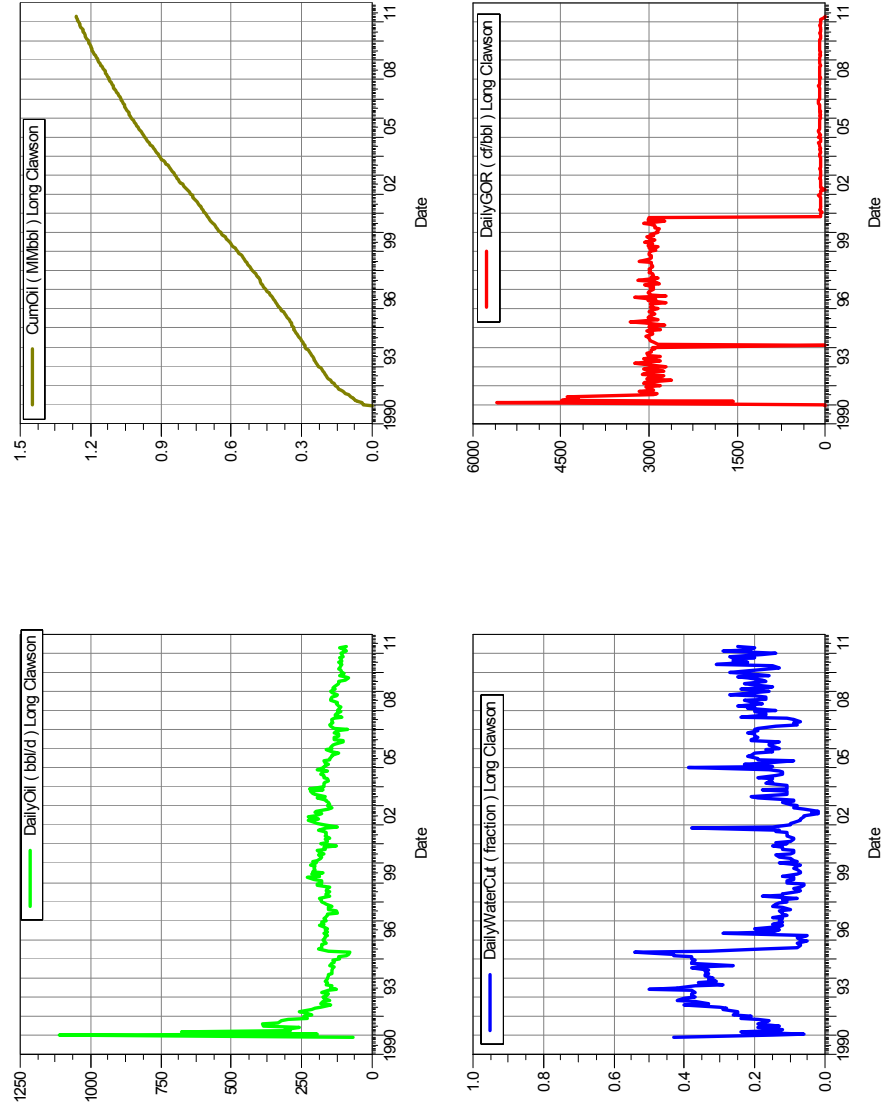 CumOil ( MMbbl ) Long Clawson
1.5
1.2
0.9
0.6
0.3
0.0
1990 93 96 99 02 05 08 11
Date
DailyGOR ( cf/bbl ) Long Clawson
6000
4500
3000
1500
0
1990 93 96 99 02 05 08 11
Date
DailyOil ( bbl/d ) Long Clawson
1250
1000
750
500
250
0
1990 93 96 99 02 05 08 11
Date
DailyWaterCut ( fraction ) Long Clawson
1.0
0.8
0.6
0.4
0.2
0.0
1990 93 96 99 02 05 08 11
Date